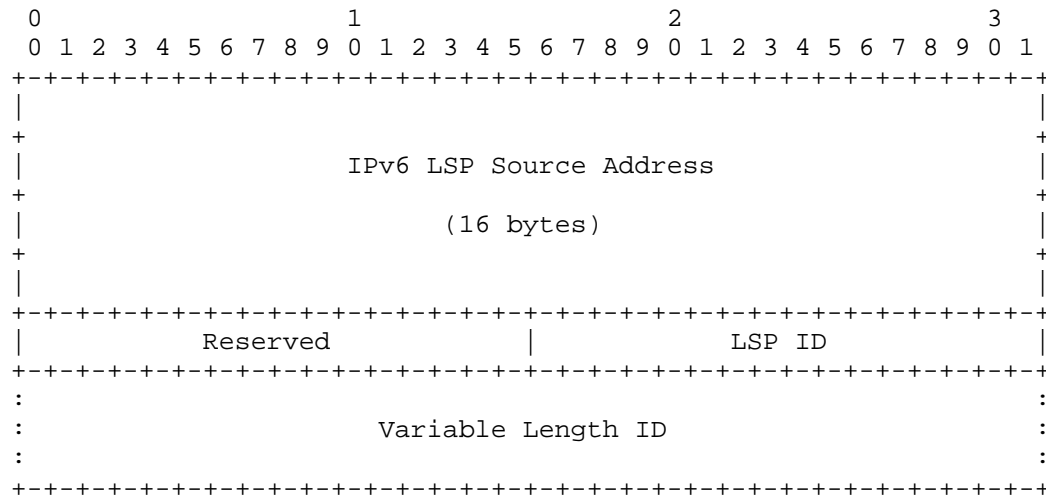 0                   1                   2                   3
 0 1 2 3 4 5 6 7 8 9 0 1 2 3 4 5 6 7 8 9 0 1 2 3 4 5 6 7 8 9 0 1
+-+-+-+-+-+-+-+-+-+-+-+-+-+-+-+-+-+-+-+-+-+-+-+-+-+-+-+-+-+-+-+-+
|                                                               |
+                                                               +
|                    IPv6 LSP Source Address                    |
+                                                               +
|                          (16 bytes)                           |
+                                                               +
|                                                               |
+-+-+-+-+-+-+-+-+-+-+-+-+-+-+-+-+-+-+-+-+-+-+-+-+-+-+-+-+-+-+-+-+
|           Reserved            |            LSP ID             |
+-+-+-+-+-+-+-+-+-+-+-+-+-+-+-+-+-+-+-+-+-+-+-+-+-+-+-+-+-+-+-+-+
:                                                               :
:                      Variable Length ID                       :
:                                                               :
+-+-+-+-+-+-+-+-+-+-+-+-+-+-+-+-+-+-+-+-+-+-+-+-+-+-+-+-+-+-+-+-+